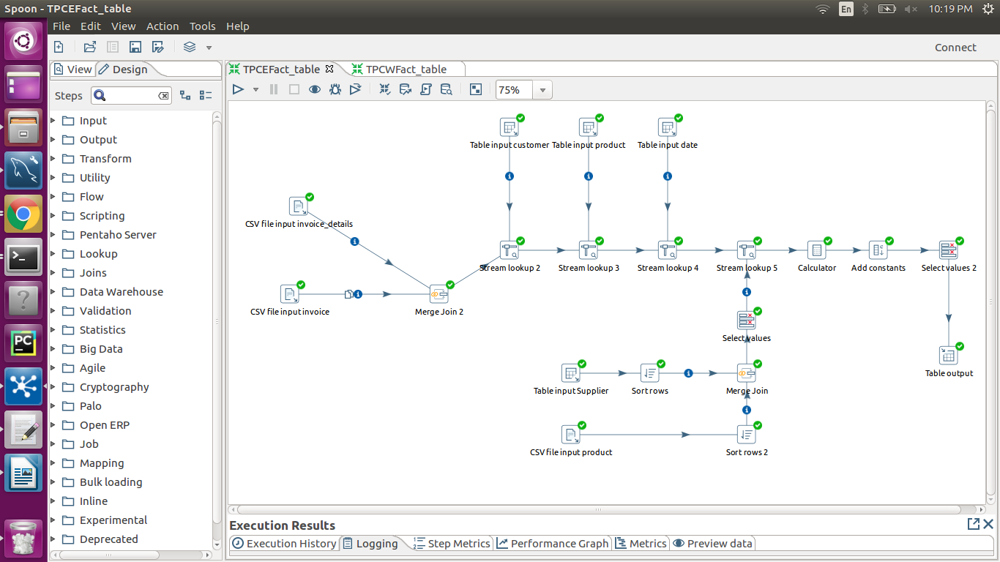 Spoon - TPCEFact_table
En
10:19 PM
File Edit View Action Tools Help
Connect
View
Design
TPCEFact_table
TPCWFact_table
Steps
75%
Input
Output
Transform
Utility
Flow
Scripting
Pentaho Server
Lookup
Joins
Data Warehouse
Validation
Statistics
Big Data
Agile
Cryptography
Palo
Open ERP
Job
Mapping
Bulk loading
Inline
Experimental
Deprecated
PC
Table input customer
Table input product
Table input date
CSV file input invoice_details
Stream lookup 2
Stream lookup 3
Stream lookup 4
Stream lookup 5
Calculator
Add constants
Select values 2
CSV file input invoice
Merge Join 2
Select values
Table input Supplier
Sort rows
Merge Join
Table output
CSV file input product
Sort rows 2
Execution Results
Execution History
Logging
Step Metrics
Performance Graph
Metrics
Preview data